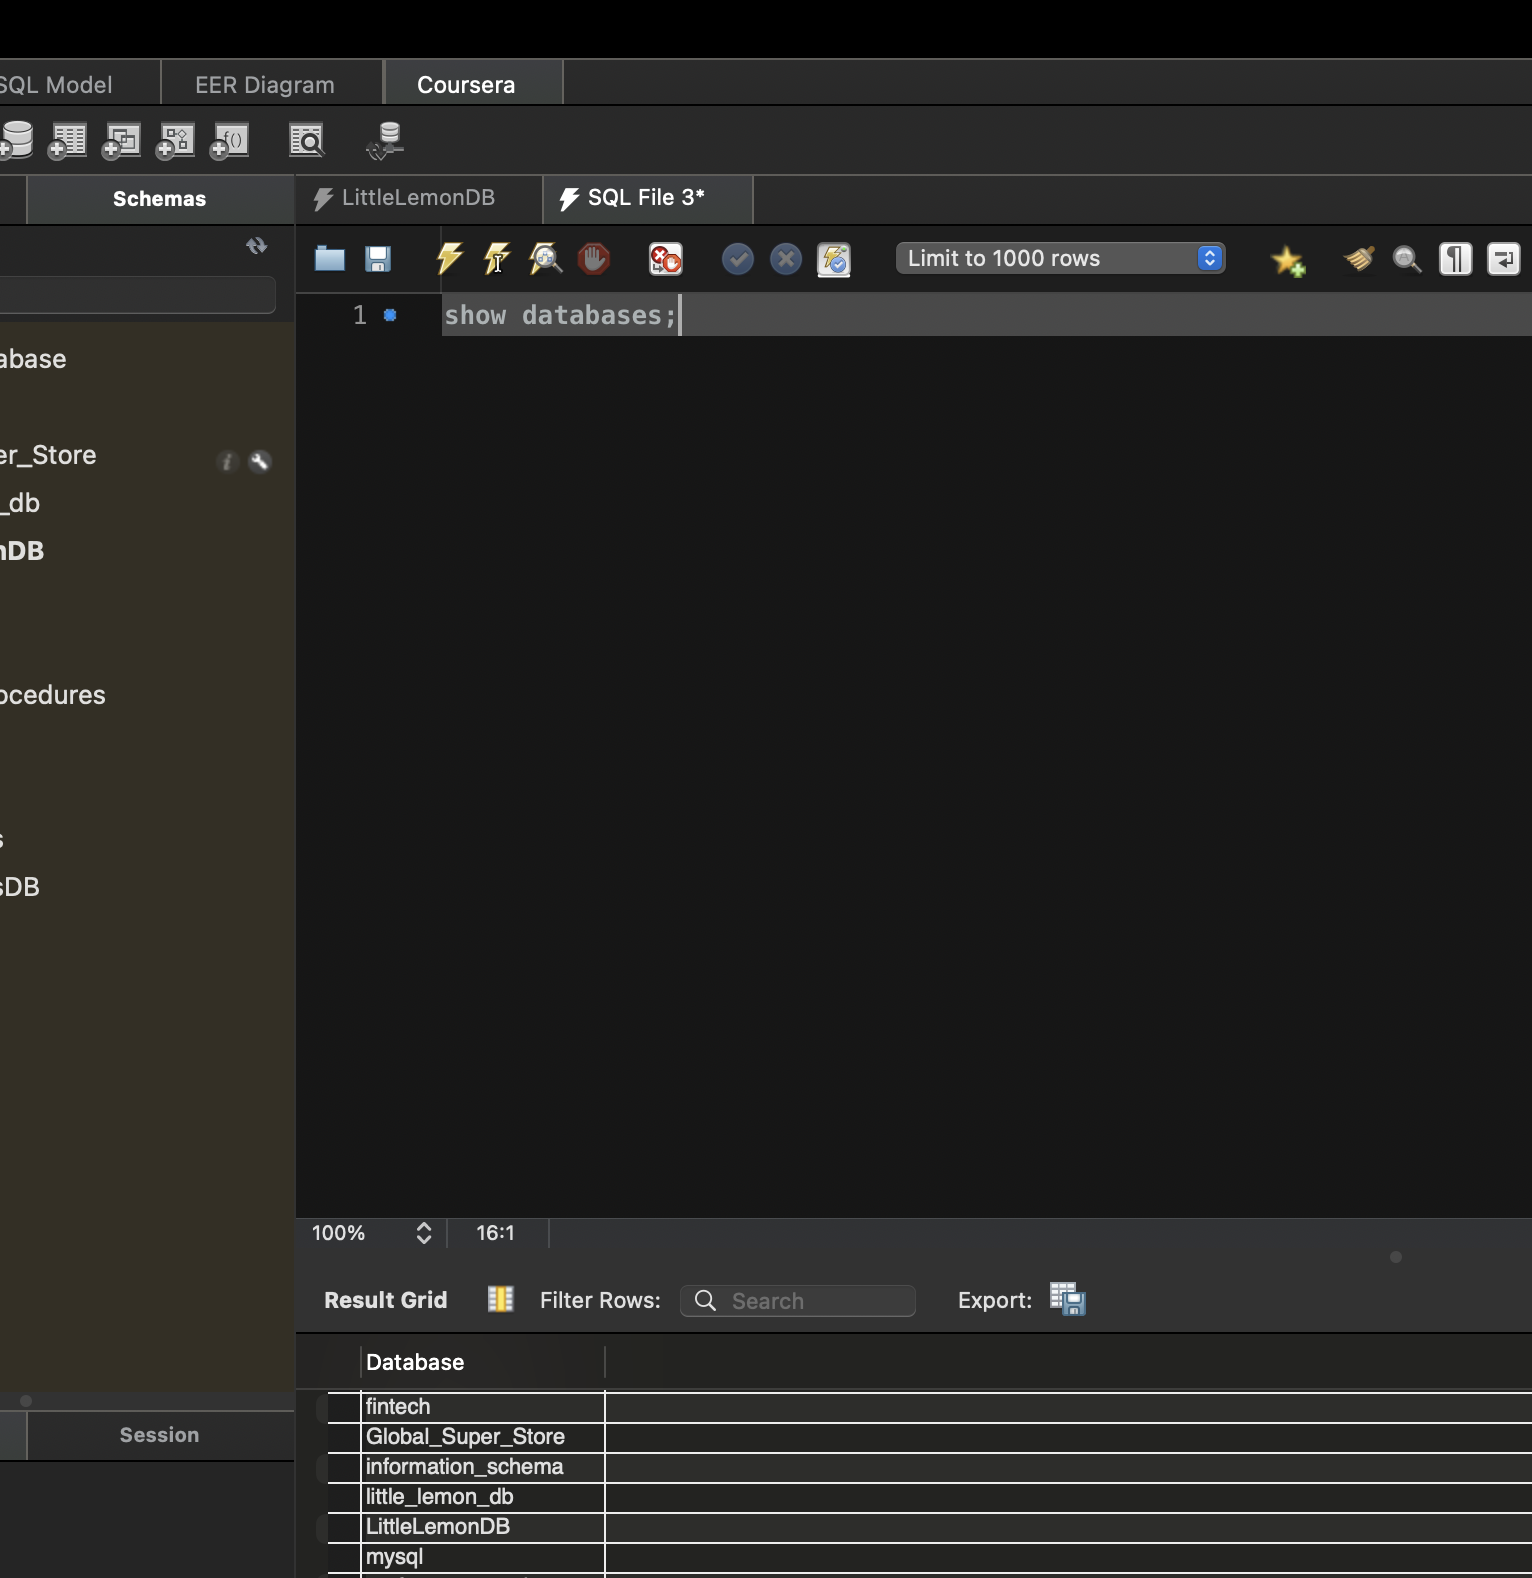 SQL Model EER Diagram Coursera
Schemas LittleLemonDB SQL File 3*
Limit to 1000 rows
1 show databases;
abase
er_Store
_db
nDB
ocedures
s
sDB
100% 16:1
Result Grid Filter Rows: Search Export:
Database
fintech
Global_Super_Store
information_schema
little_lemon_db
LittleLemonDB
mysql
Session